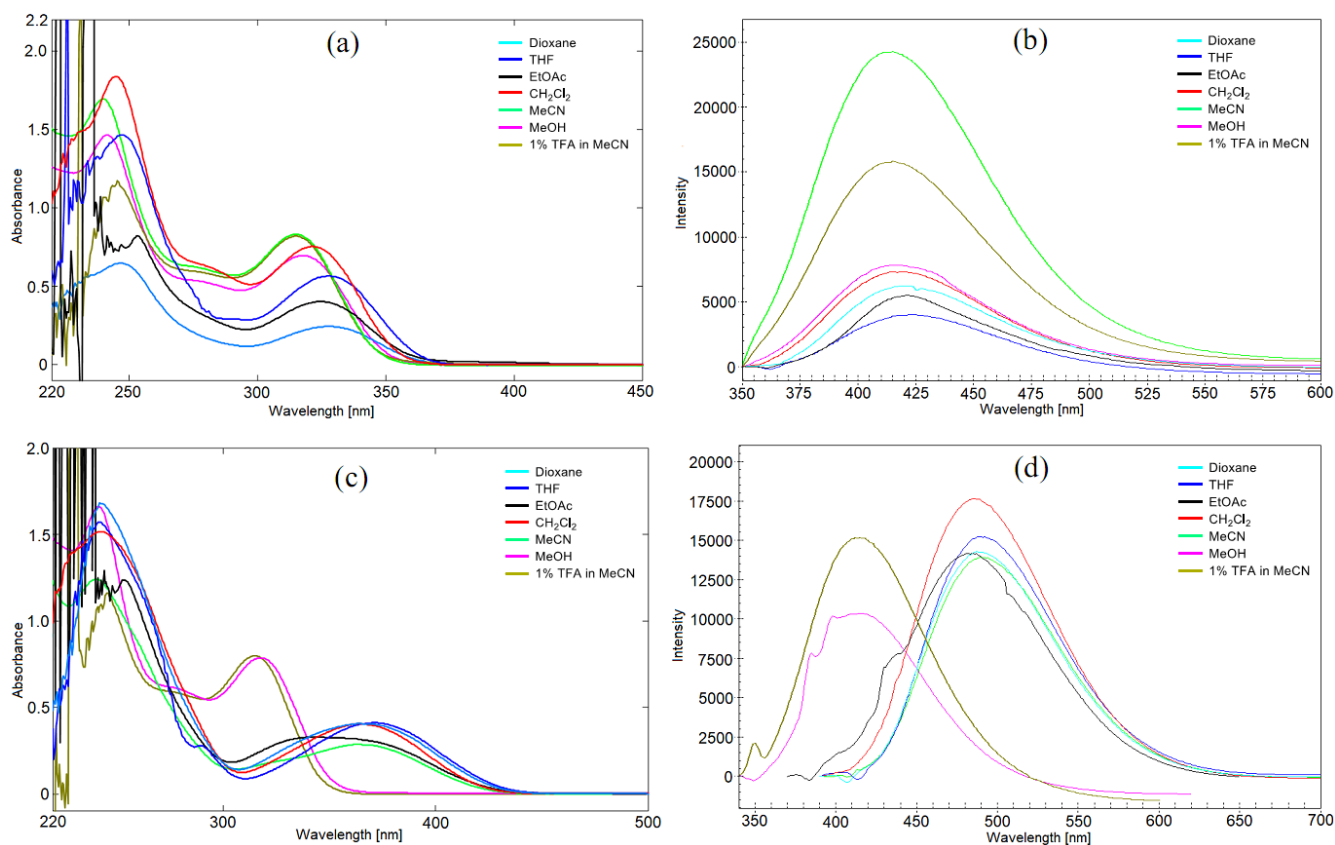 (a)
2.2
2.0
1.5
1.0
0.5
0
Absorbance
Dioxane
THF
EtOAc
CH₂Cl₂
MeCN
MeOH
1% TFA in MeCN
220 250 300 350 400 450
Wavelength [nm]
(b)
25000
20000
15000
10000
5000
0
Intensity
Dioxane
THF
EtOAc
CH₂Cl₂
MeCN
MeOH
1% TFA in MeCN
350 375 400 425 450 475 500 525 550 575 600
Wavelength [nm]
(c)
2.0
1.5
1.0
0.5
0
Absorbance
Dioxane
THF
EtOAc
CH₂Cl₂
MeCN
MeOH
1% TFA in MeCN
220 300 400 500
Wavelength [nm]
(d)
20000
17500
15000
12500
10000
7500
5000
2500
0
Intensity
Dioxane
THF
EtOAc
CH₂Cl₂
MeCN
MeOH
1% TFA in MeCN
350 400 450 500 550 600 650 700
Wavelength [nm]